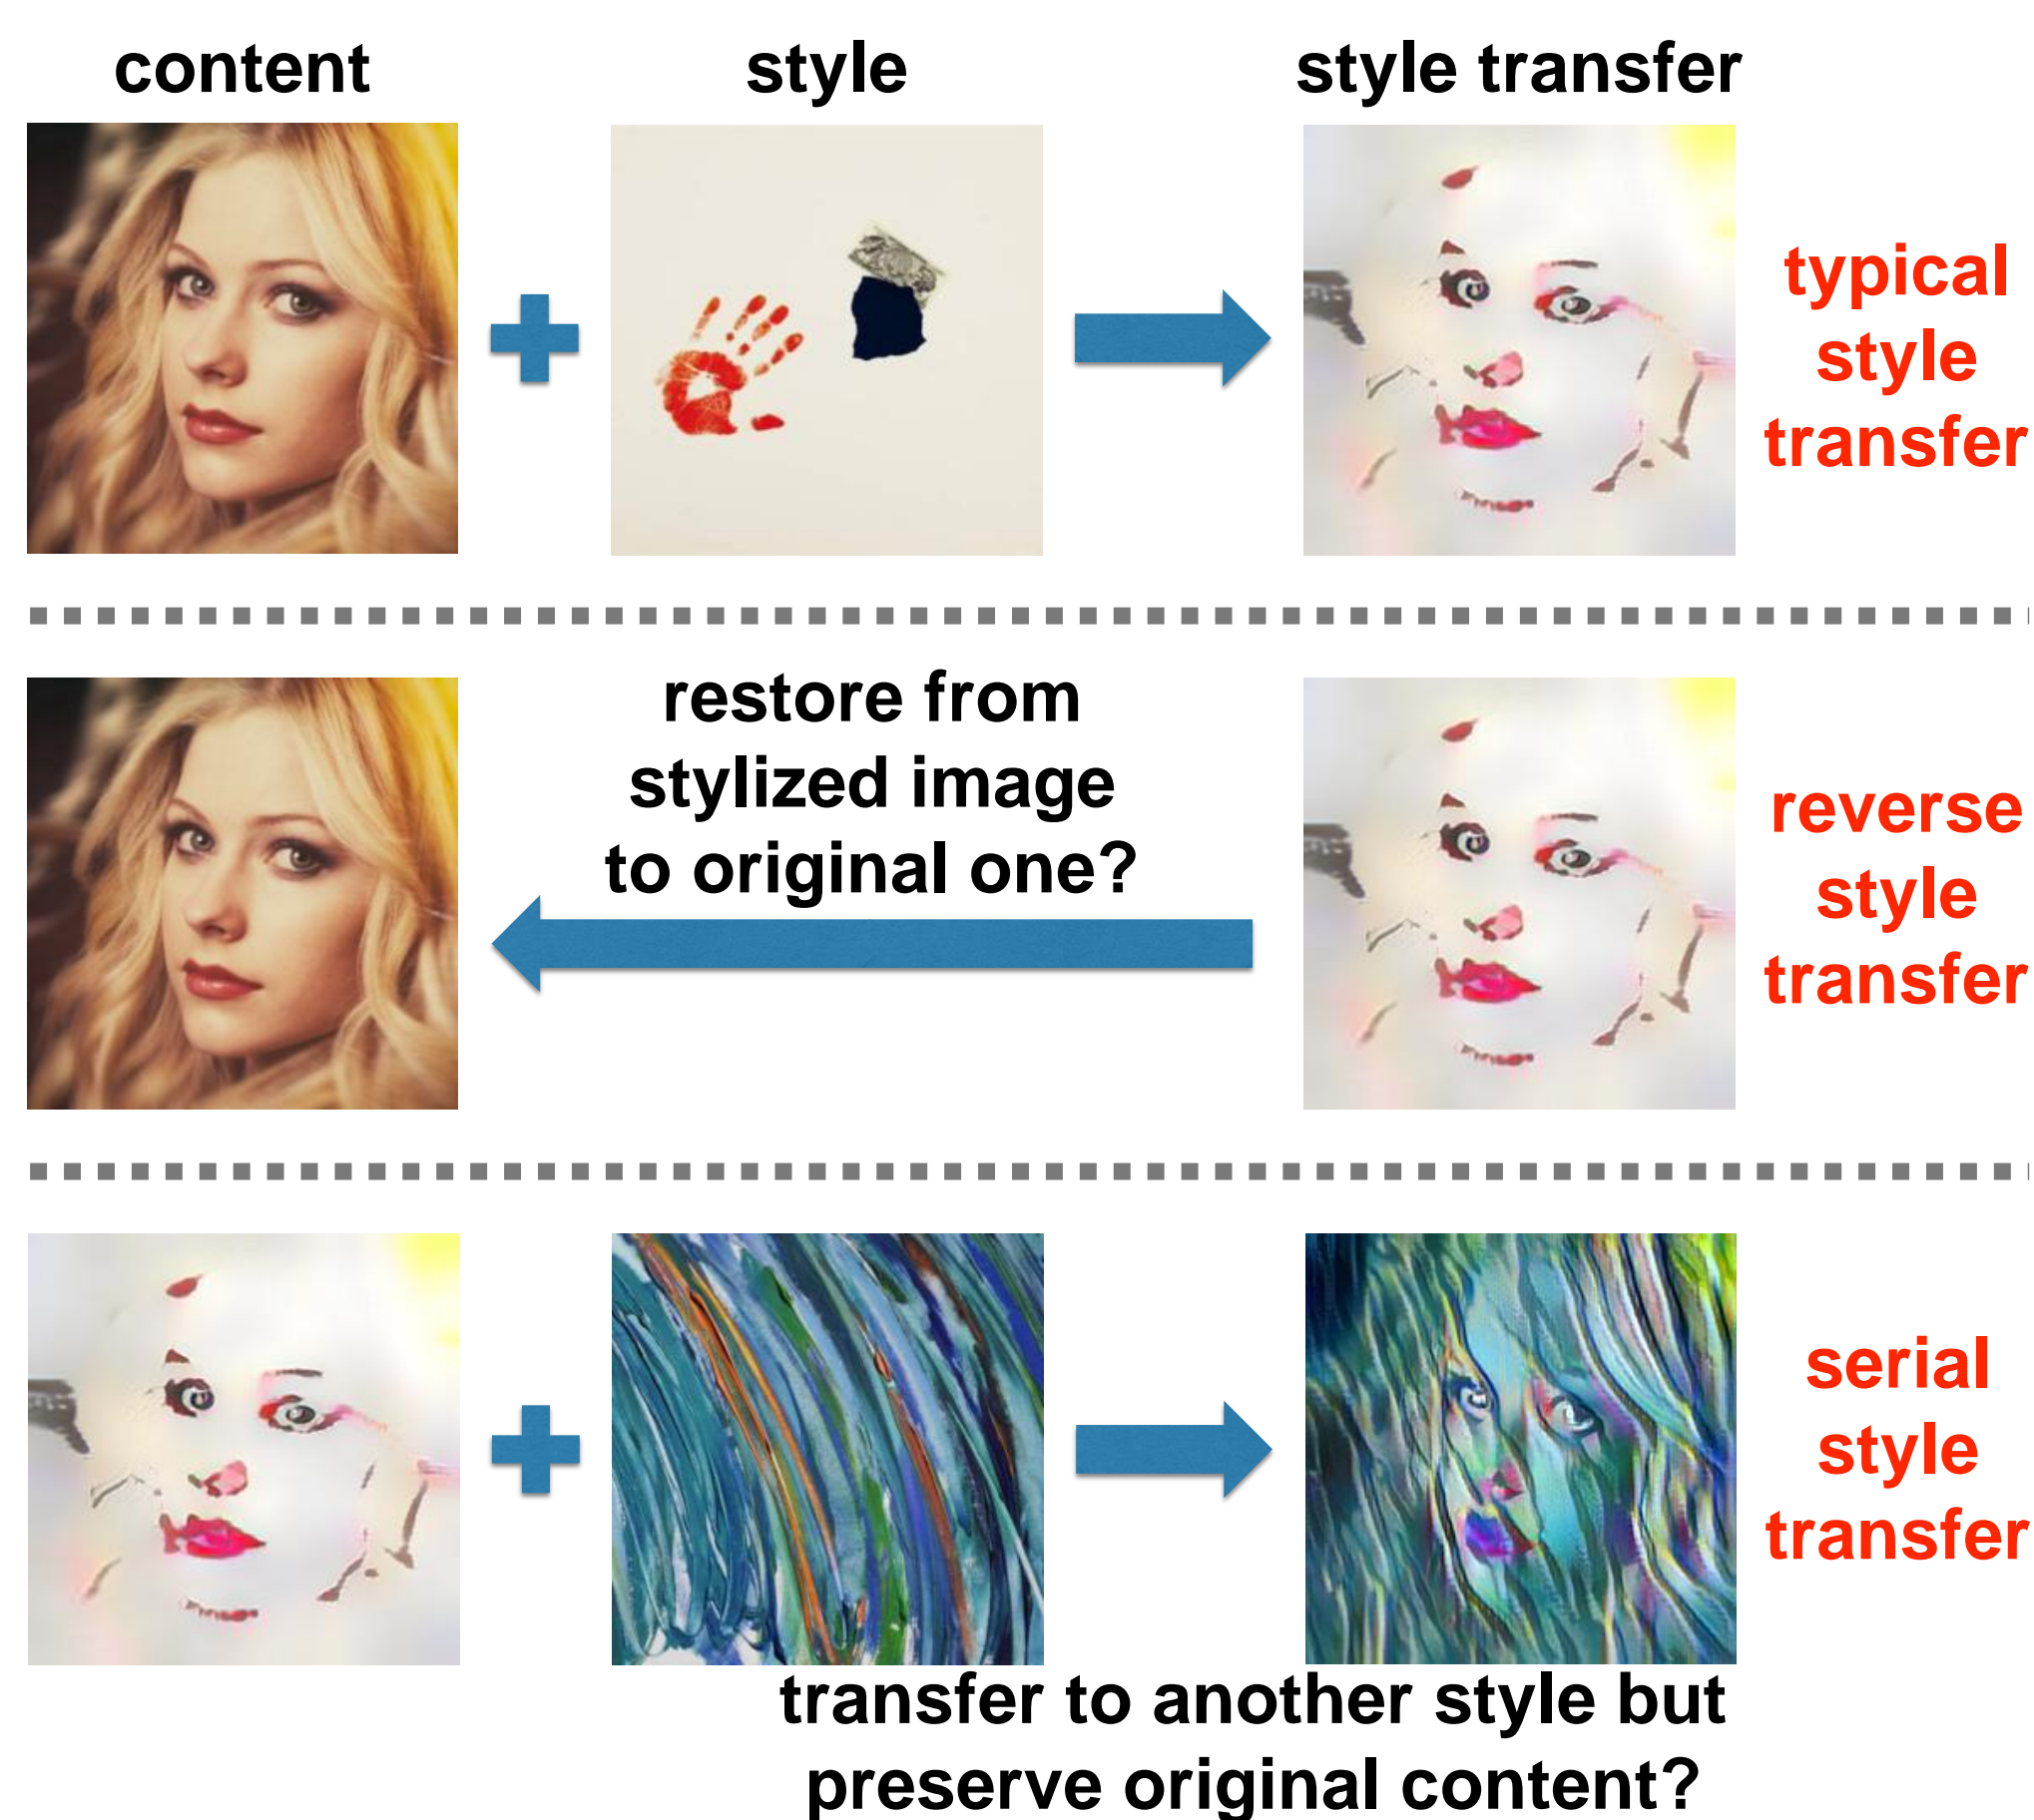 content
style
style transfer
typical
style
transfer
restore from
stylized image
to original one?
reverse
style
transfer
serial
style
transfer
transfer to another style but
preserve original content?